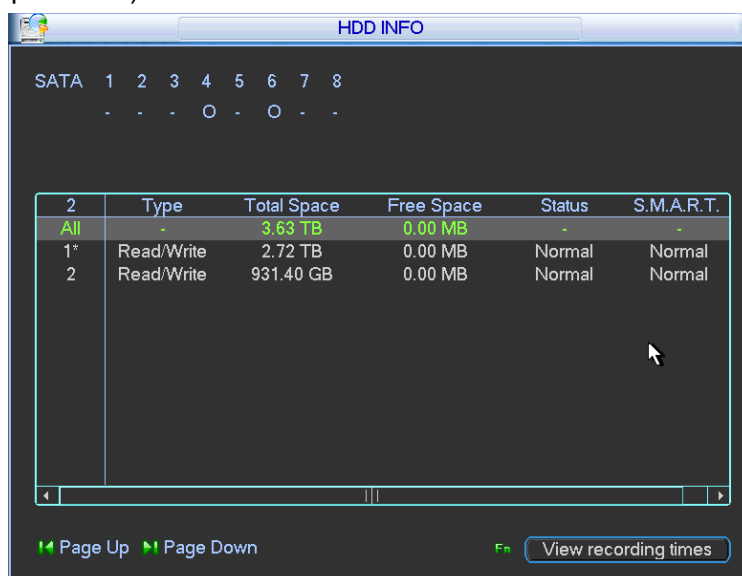 HDD INFO
SATA 1 2 3 4 5 6 7 8
- - - O - O - -
2 Type Total Space Free Space Status S.M.A.R.T.
All - 3.63 TB 0.00 MB - -
1* Read/Write 2.72 TB 0.00 MB Normal Normal
2 Read/Write 931.40 GB 0.00 MB Normal Normal
Page Up Page Down Fn View recording times